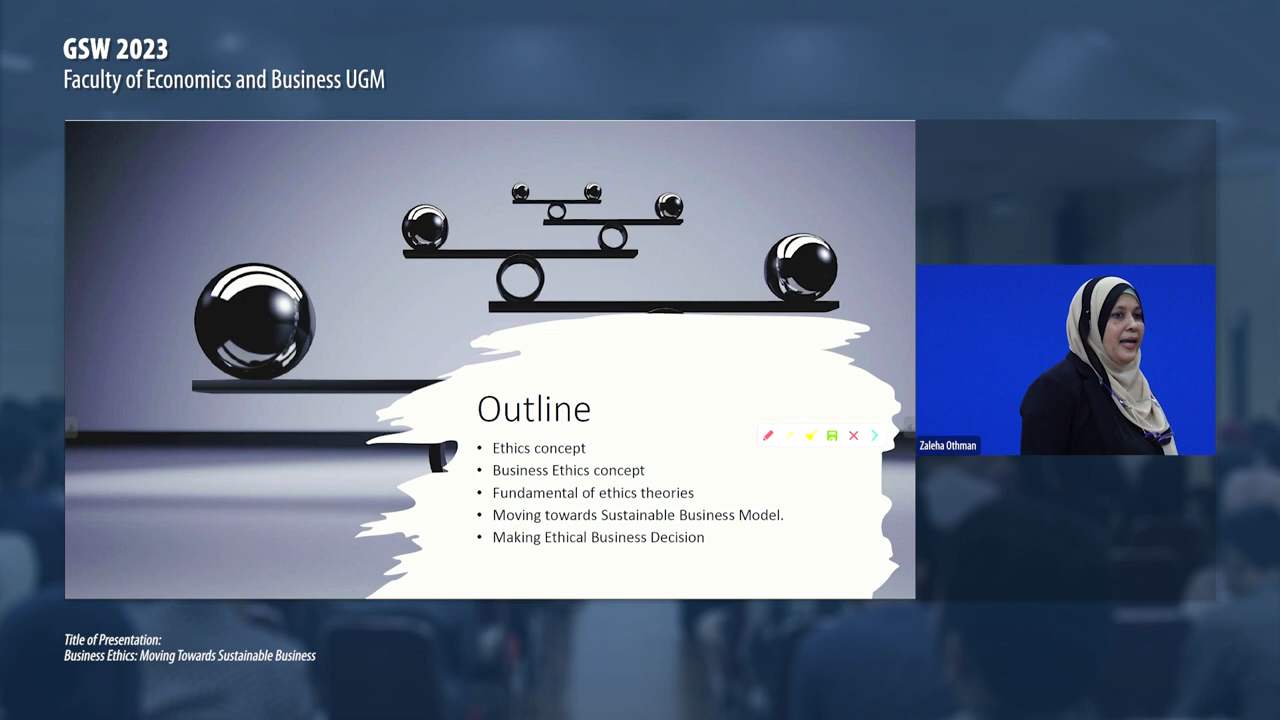 GSW 2023
Faculty of Economics and Business UGM
Outline
• Ethics concept
• Business Ethics concept
• Fundamental of ethics theories
• Moving towards Sustainable Business Model.
• Making Ethical Business Decision
Zaleha Othman
Title of Presentation:
Business Ethics: Moving Towards Sustainable Business